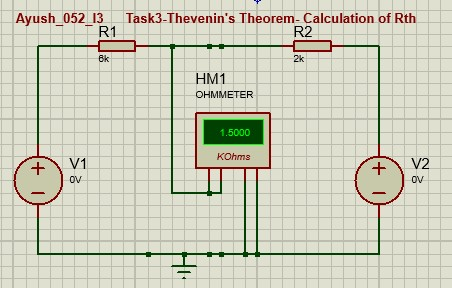 Ayush_052_I3 Task3-Thevenin's Theorem- Calculation of Rth
R1
6k
R2
2k
HM1
OHMMETER
1.5000
KOhms
V1
0V
V2
0V